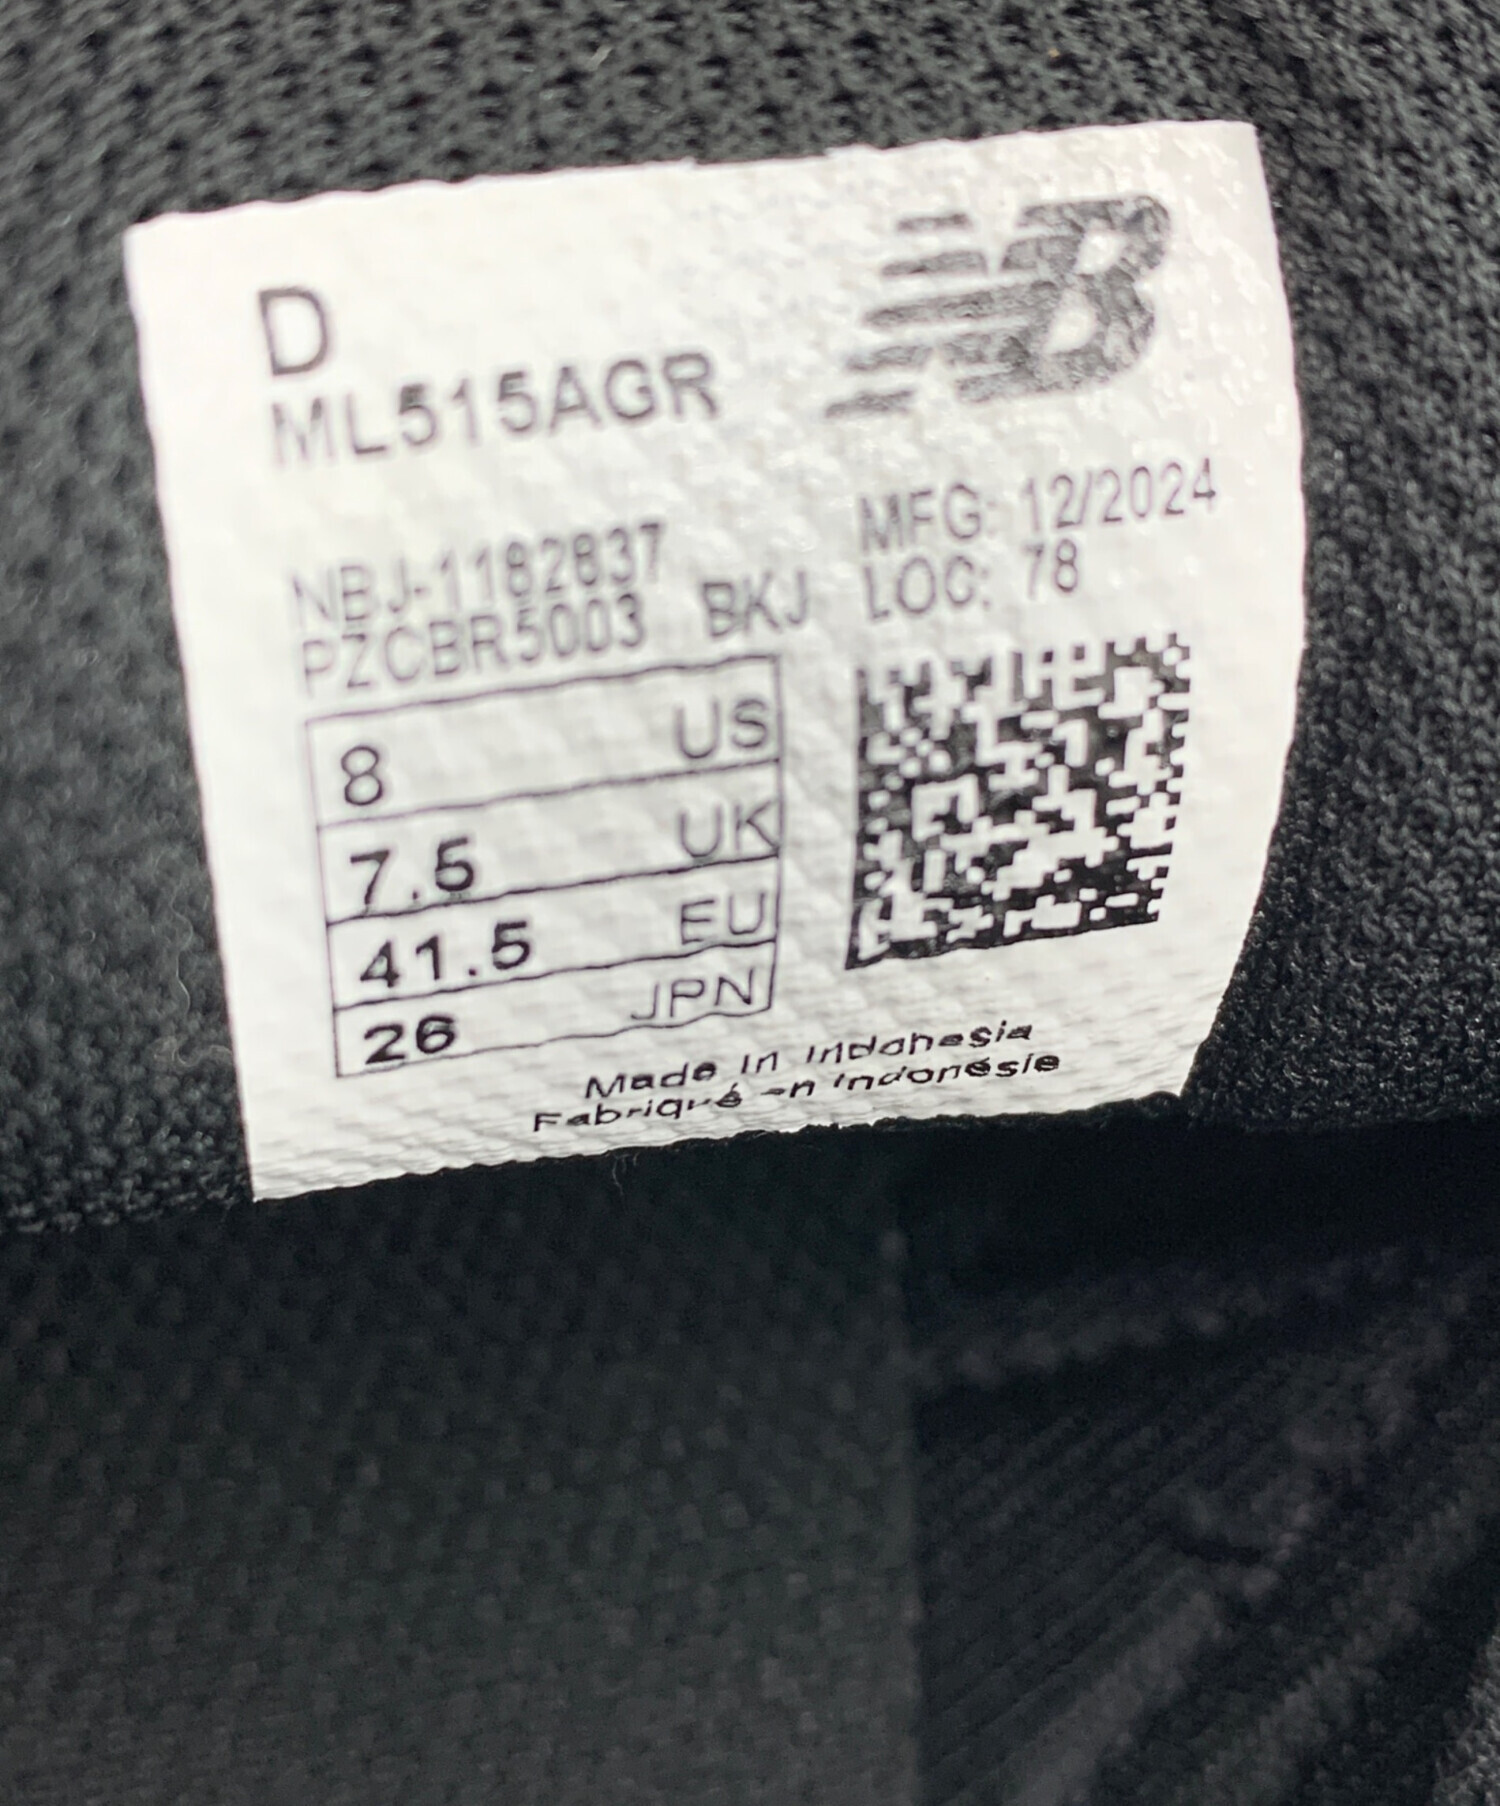 D
ML515AGR
NB
MFG: 12/2024
LOC: 78
NBJ-1182837
PZCBR5003 BKJ
8 US
7.5 UK
41.5 EU
26 JPN
Made In Indonesia
Fabriqué en Indonésie